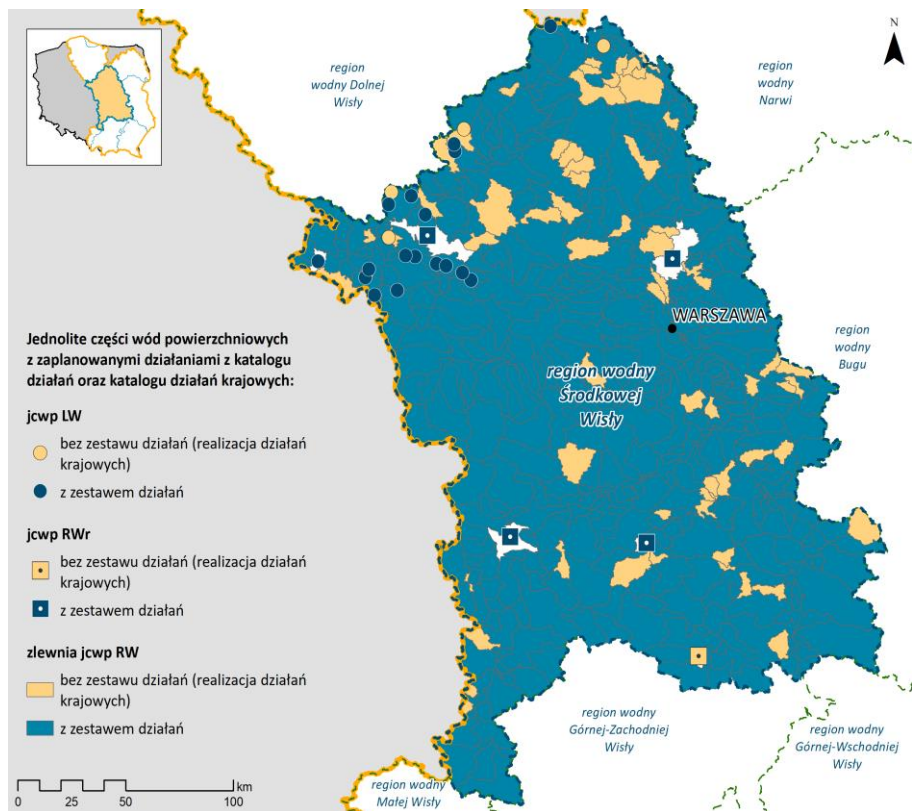 N
region
wodny Dolnej
Wisły
region
wodny
Narwi
WARSZAWA
region
wodny
Bugu
region wodny
Środkowej
Wisły
Jednolite części wód powierzchniowych
z zaplanowanymi działaniami z katalogu
działań oraz katalogu działań krajowych:
jcwp LW
bez zestawu działań (realizacja działań
krajowych)
z zestawem działań
jcwp RWr
bez zestawu działań (realizacja działań
krajowych)
z zestawem działań
zlewnia jcwp RW
bez zestawu działań (realizacja działań
krajowych)
z zestawem działań
region wodny
Górnej-Zachodniej
Wisły
region wodny
Górnej-Wschodniej
Wisły
region wodny
Małej Wisły
km
0 25 50 100